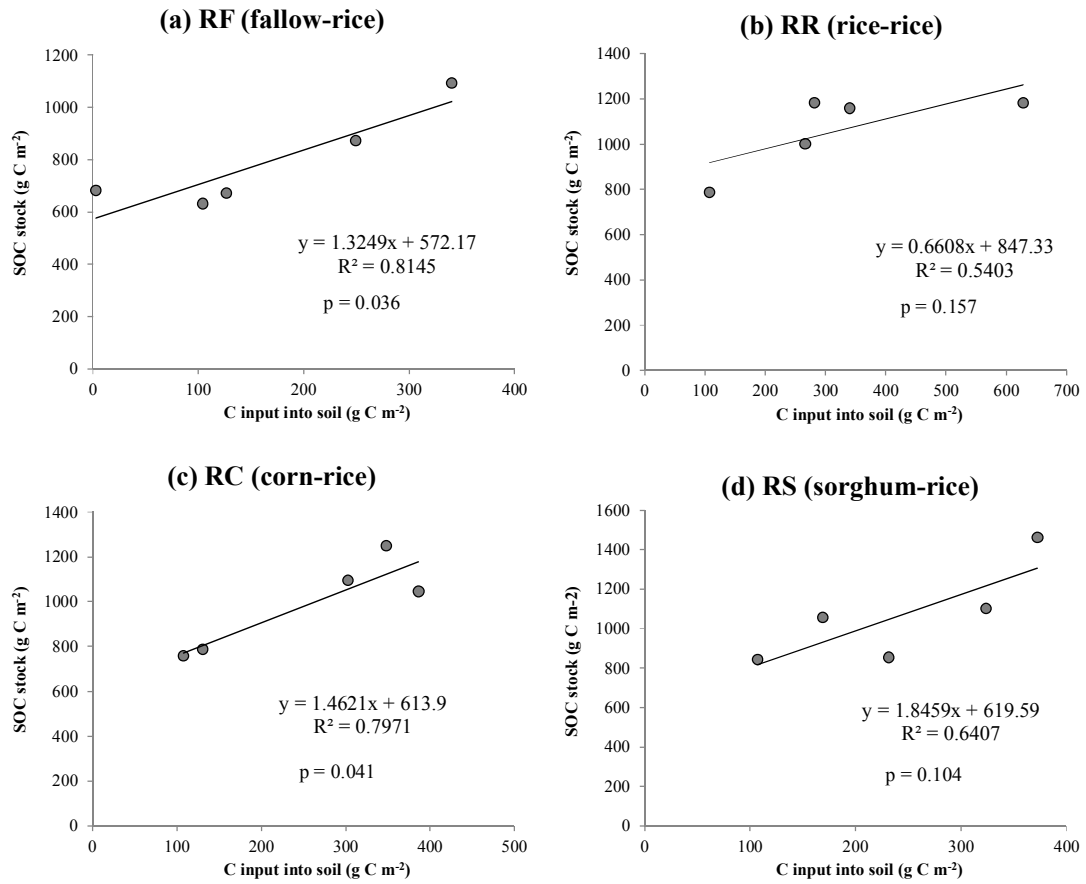 (a) RF (fallow-rice)
1200
1000
800
600
400
200
0
SOC stock (g C m⁻²)
y = 1.3249x + 572.17
R² = 0.8145
p = 0.036
0 100 200 300 400
C input into soil (g C m⁻²)
(b) RR (rice-rice)
1400
1200
1000
800
600
400
200
0
SOC stock (g C m⁻²)
y = 0.6608x + 847.33
R² = 0.5403
p = 0.157
0 100 200 300 400 500 600 700
C input into soil (g C m⁻²)
(c) RC (corn-rice)
1400
1200
1000
800
600
400
200
0
SOC stock (g C m⁻²)
y = 1.4621x + 613.9
R² = 0.7971
p = 0.041
0 100 200 300 400 500
C input into soil (g C m⁻²)
(d) RS (sorghum-rice)
1600
1400
1200
1000
800
600
400
200
0
SOC stock (g C m-2)
y = 1.8459x + 619.59
R² = 0.6407
p = 0.104
0 100 200 300 400
C input into soil (g C m⁻²)